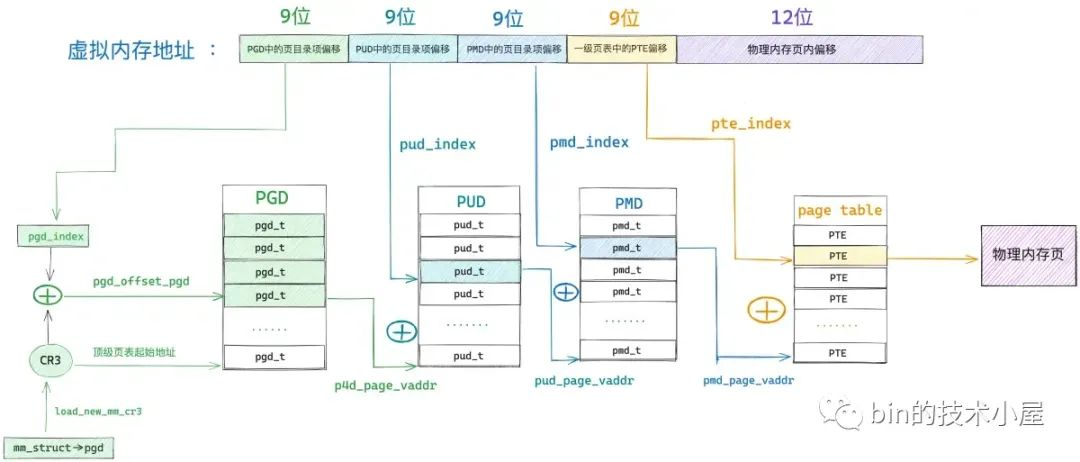 9位
9位
9位
9位
12位
虚拟内存地址 :
PGD中的页目录项偏移
PUD中的页目录项偏移
PMD中的页目录项偏移
一级页表中的PTE偏移
物理内存页内偏移
pud_index
pmd_index
pte_index
pgd_index
pgd_offset_pgd
CR3
顶级页表起始地址
load_new_mm_cr3
mm_struct→pgd
PGD
pgd_t
pgd_t
pgd_t
pgd_t
......
pgd_t
p4d_page_vaddr
PUD
pud_t
pud_t
pud_t
pud_t
.......
pud_t
pud_page_vaddr
PMD
pmd_t
pmd_t
pmd_t
pmd_t
......
pmd_t
pmd_page_vaddr
page table
PTE
PTE
PTE
PTE
.......
PTE
物理内存页
bin的技术小屋